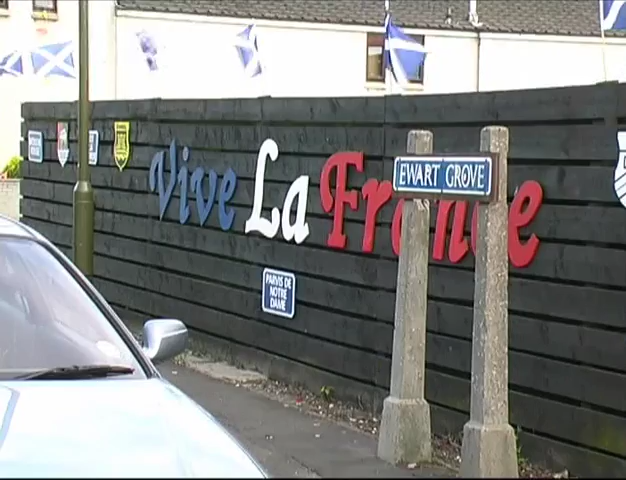 Vive La France
EWART GROVE
PARVIS DE
NOTRE
DAME